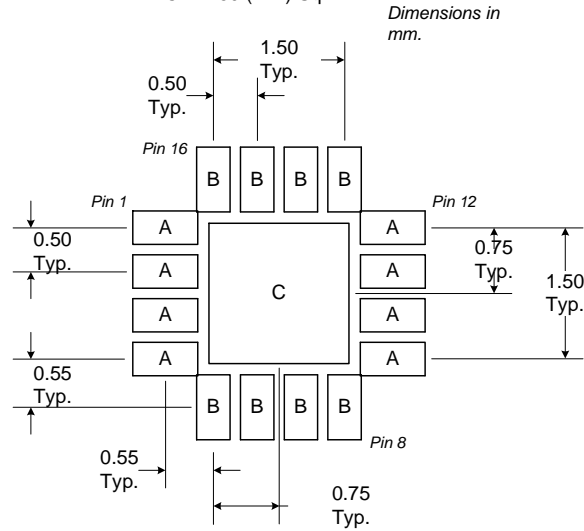 Dimensions in
mm.
1.50
Typ.
0.50
Typ.
Pin 16
B B B B
Pin 1
Pin 12
A A
0.50
Typ.
0.75
Typ.
A A
C
1.50
Typ.
A A
A A
0.55
Typ.
B B B B
Pin 8
0.55
Typ.
0.75
Typ.